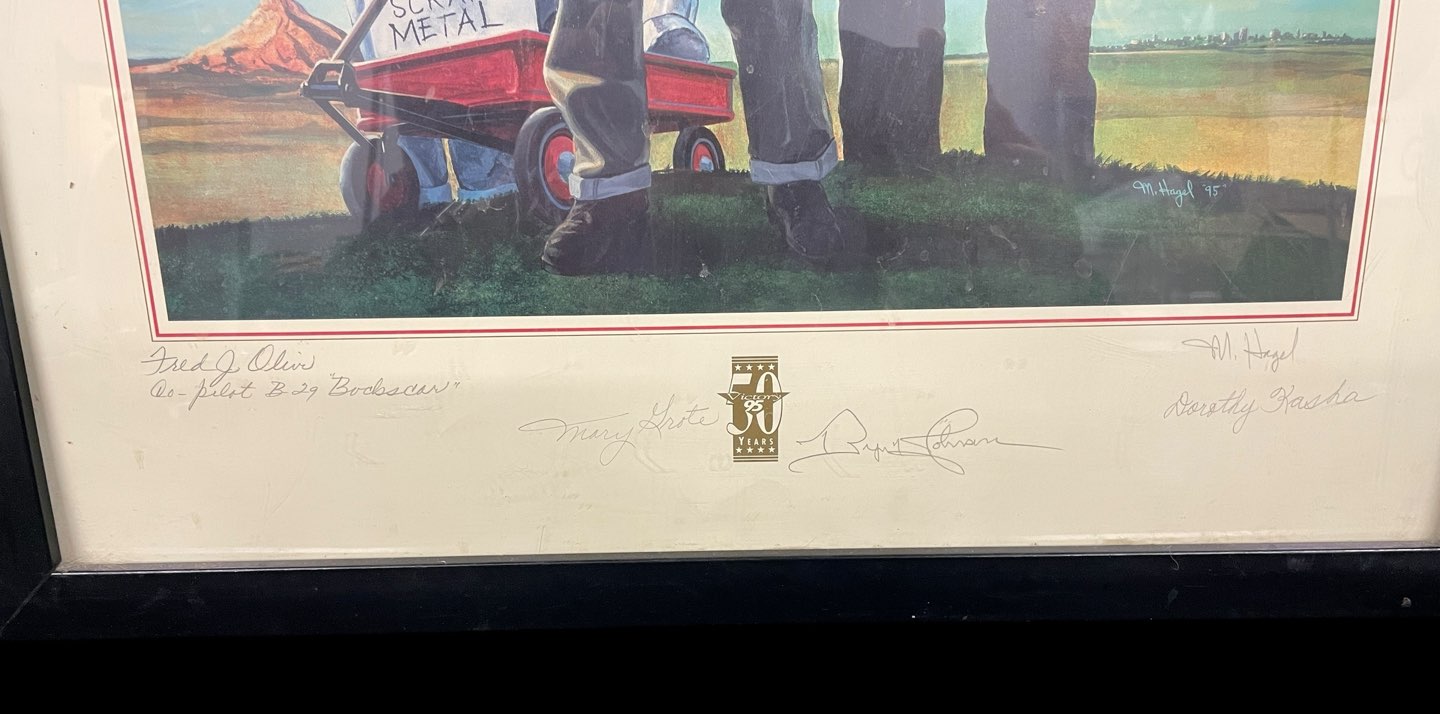 SCRAP
METAL
M. Hagel '95
Fred J. Olivi
Co-pilot B-29 "Bockscar"
Mary Grote
50
Victory
95
YEARS
Johnson
M. Hagel
Dorothy Kasha